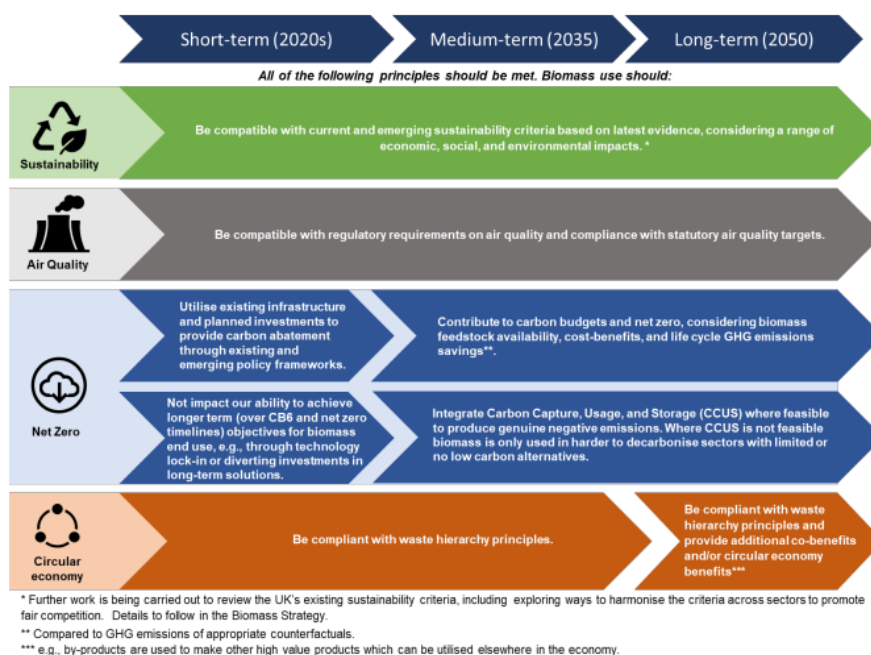 Short-term (2020s)
Medium-term (2035)
Long-term (2050)
All of the following principles should be met. Biomass use should:
Sustainability
Be compatible with current and emerging sustainability criteria based on latest evidence, considering a range of
economic, social, and environmental impacts. *
Air Quality
Be compatible with regulatory requirements on air quality and compliance with statutory air quality targets.
Net Zero
Utilise existing infrastructure
and planned investments to
provide carbon abatement
through existing and
emerging policy frameworks.
Contribute to carbon budgets and net zero, considering biomass
feedstock availability, cost-benefits, and life cycle GHG emissions
savings**.
Not impact our ability to achieve
longer term (over CB6 and net zero
timelines) objectives for biomass
end use, e.g., through technology
lock-in or diverting investments in
long-term solutions.
Integrate Carbon Capture, Usage, and Storage (CCUS) where feasible
to produce genuine negative emissions. Where CCUS is not feasible
biomass is only used in harder to decarbonise sectors with limited or
no low carbon alternatives.
Circular
economy
Be compliant with waste hierarchy principles.
Be compliant with waste
hierarchy principles and
provide additional co-benefits
and/or circular economy
benefits***
* Further work is being carried out to review the UK's existing sustainability criteria, including exploring ways to harmonise the criteria across sectors to promote
fair competition. Details to follow in the Biomass Strategy.
** Compared to GHG emissions of appropriate counterfactuals.
*** e.g., by-products are used to make other high value products which can be utilised elsewhere in the economy.